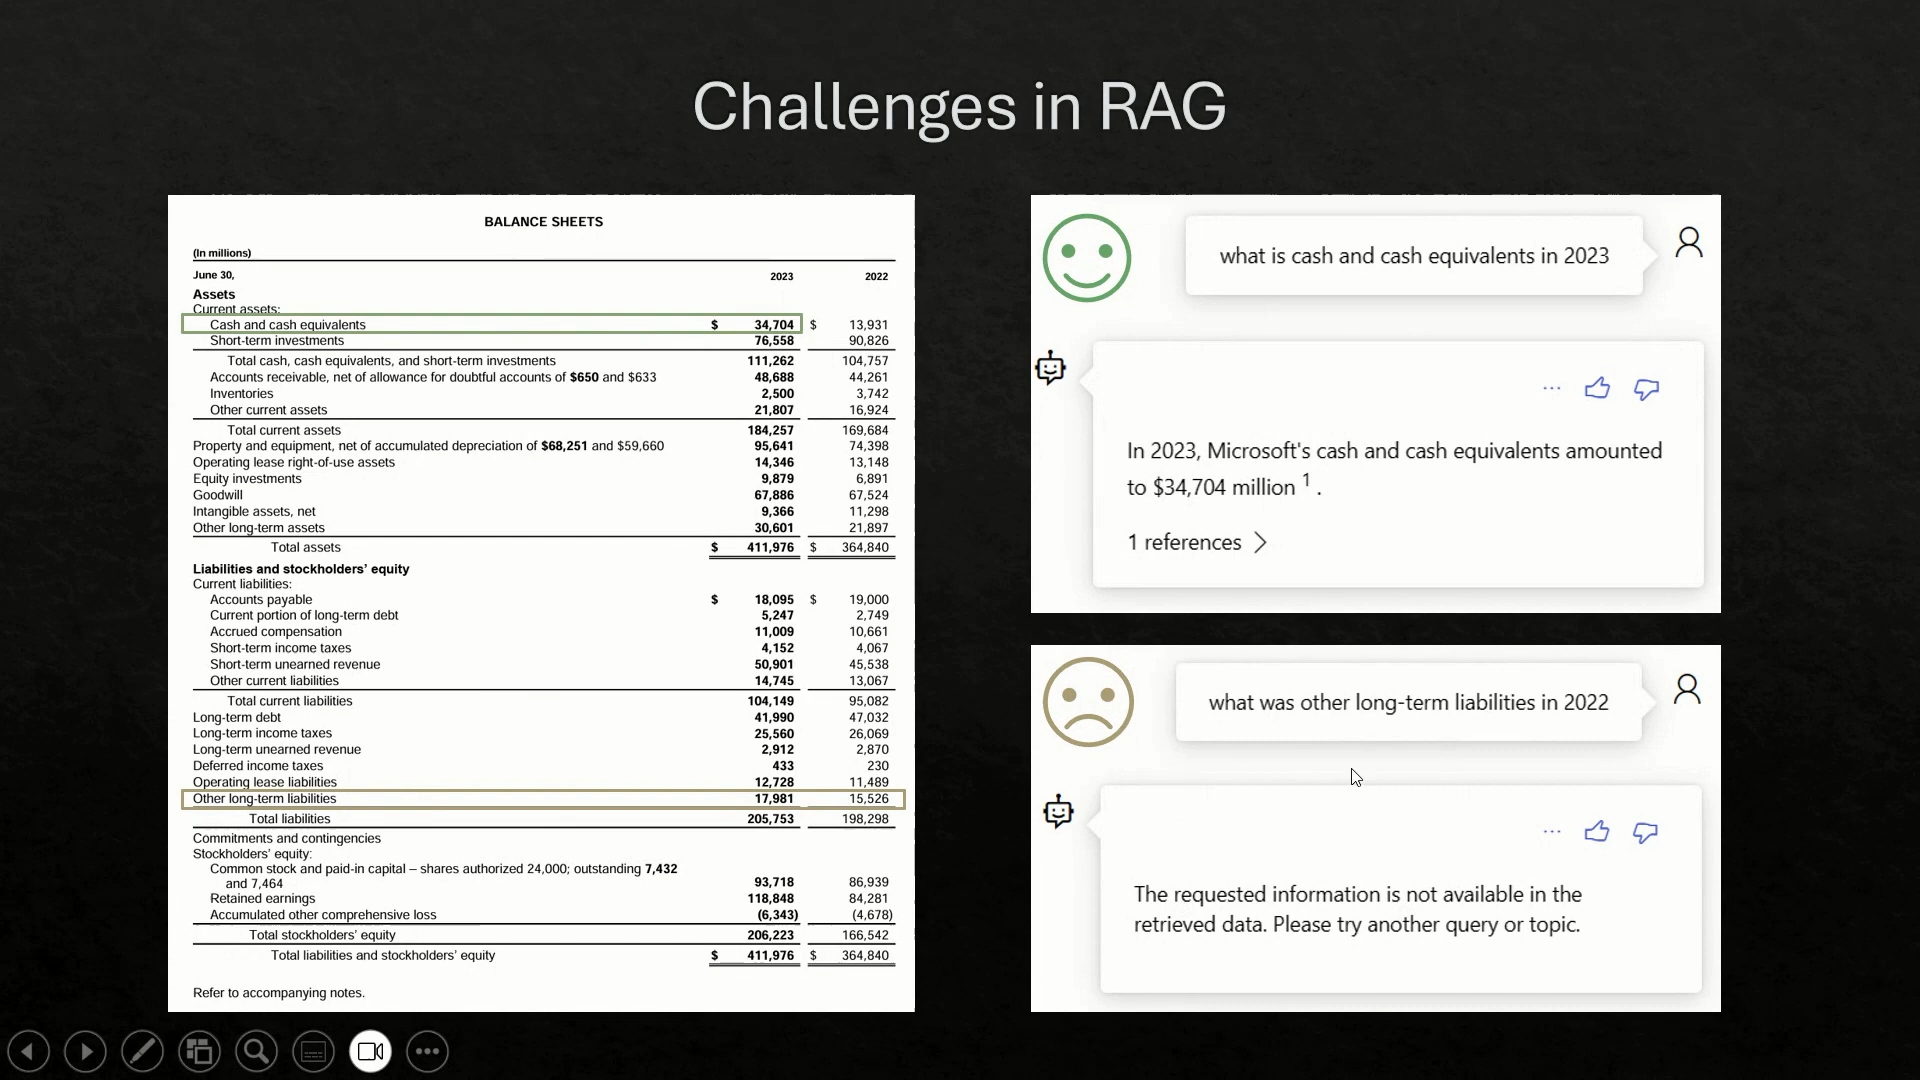 Challenges in RAG
BALANCE SHEETS
(In millions)
June 30, 2023 2022
Assets
Current assets:
Cash and cash equivalents $ 34,704 $ 13,931
Short-term investments 76,558 90,826
Total cash, cash equivalents, and short-term investments 111,262 104,757
Accounts receivable, net of allowance for doubtful accounts of $650 and $633 48,688 44,261
Inventories 2,500 3,742
Other current assets 21,807 16,924
Total current assets 184,257 169,684
Property and equipment, net of accumulated depreciation of $68,251 and $59,660 95,641 74,398
Operating lease right-of-use assets 14,346 13,148
Equity investments 9,879 6,891
Goodwill 67,886 67,524
Intangible assets, net 9,366 11,298
Other long-term assets 30,601 21,897
Total assets $ 411,976 $ 364,840
Liabilities and stockholders’ equity
Current liabilities:
Accounts payable $ 18,095 $ 19,000
Current portion of long-term debt 5,247 2,749
Accrued compensation 11,009 10,661
Short-term income taxes 4,152 4,067
Short-term unearned revenue 50,901 45,538
Other current liabilities 14,745 13,067
Total current liabilities 104,149 95,082
Long-term debt 41,990 47,032
Long-term income taxes 25,560 26,069
Long-term unearned revenue 2,912 2,870
Deferred income taxes 433 230
Operating lease liabilities 12,728 11,489
Other long-term liabilities 17,981 15,526
Total liabilities 205,753 198,298
Commitments and contingencies
Stockholders’ equity:
Common stock and paid-in capital – shares authorized 24,000; outstanding 7,432
and 7,464 93,718 86,939
Retained earnings 118,848 84,281
Accumulated other comprehensive loss (6,343) (4,678)
Total stockholders’ equity 206,223 166,542
Total liabilities and stockholders’ equity $ 411,976 $ 364,840
Refer to accompanying notes.
what is cash and cash equivalents in 2023
In 2023, Microsoft's cash and cash equivalents amounted
to $34,704 million 1 .
1 references
what was other long-term liabilities in 2022
The requested information is not available in the
retrieved data. Please try another query or topic.